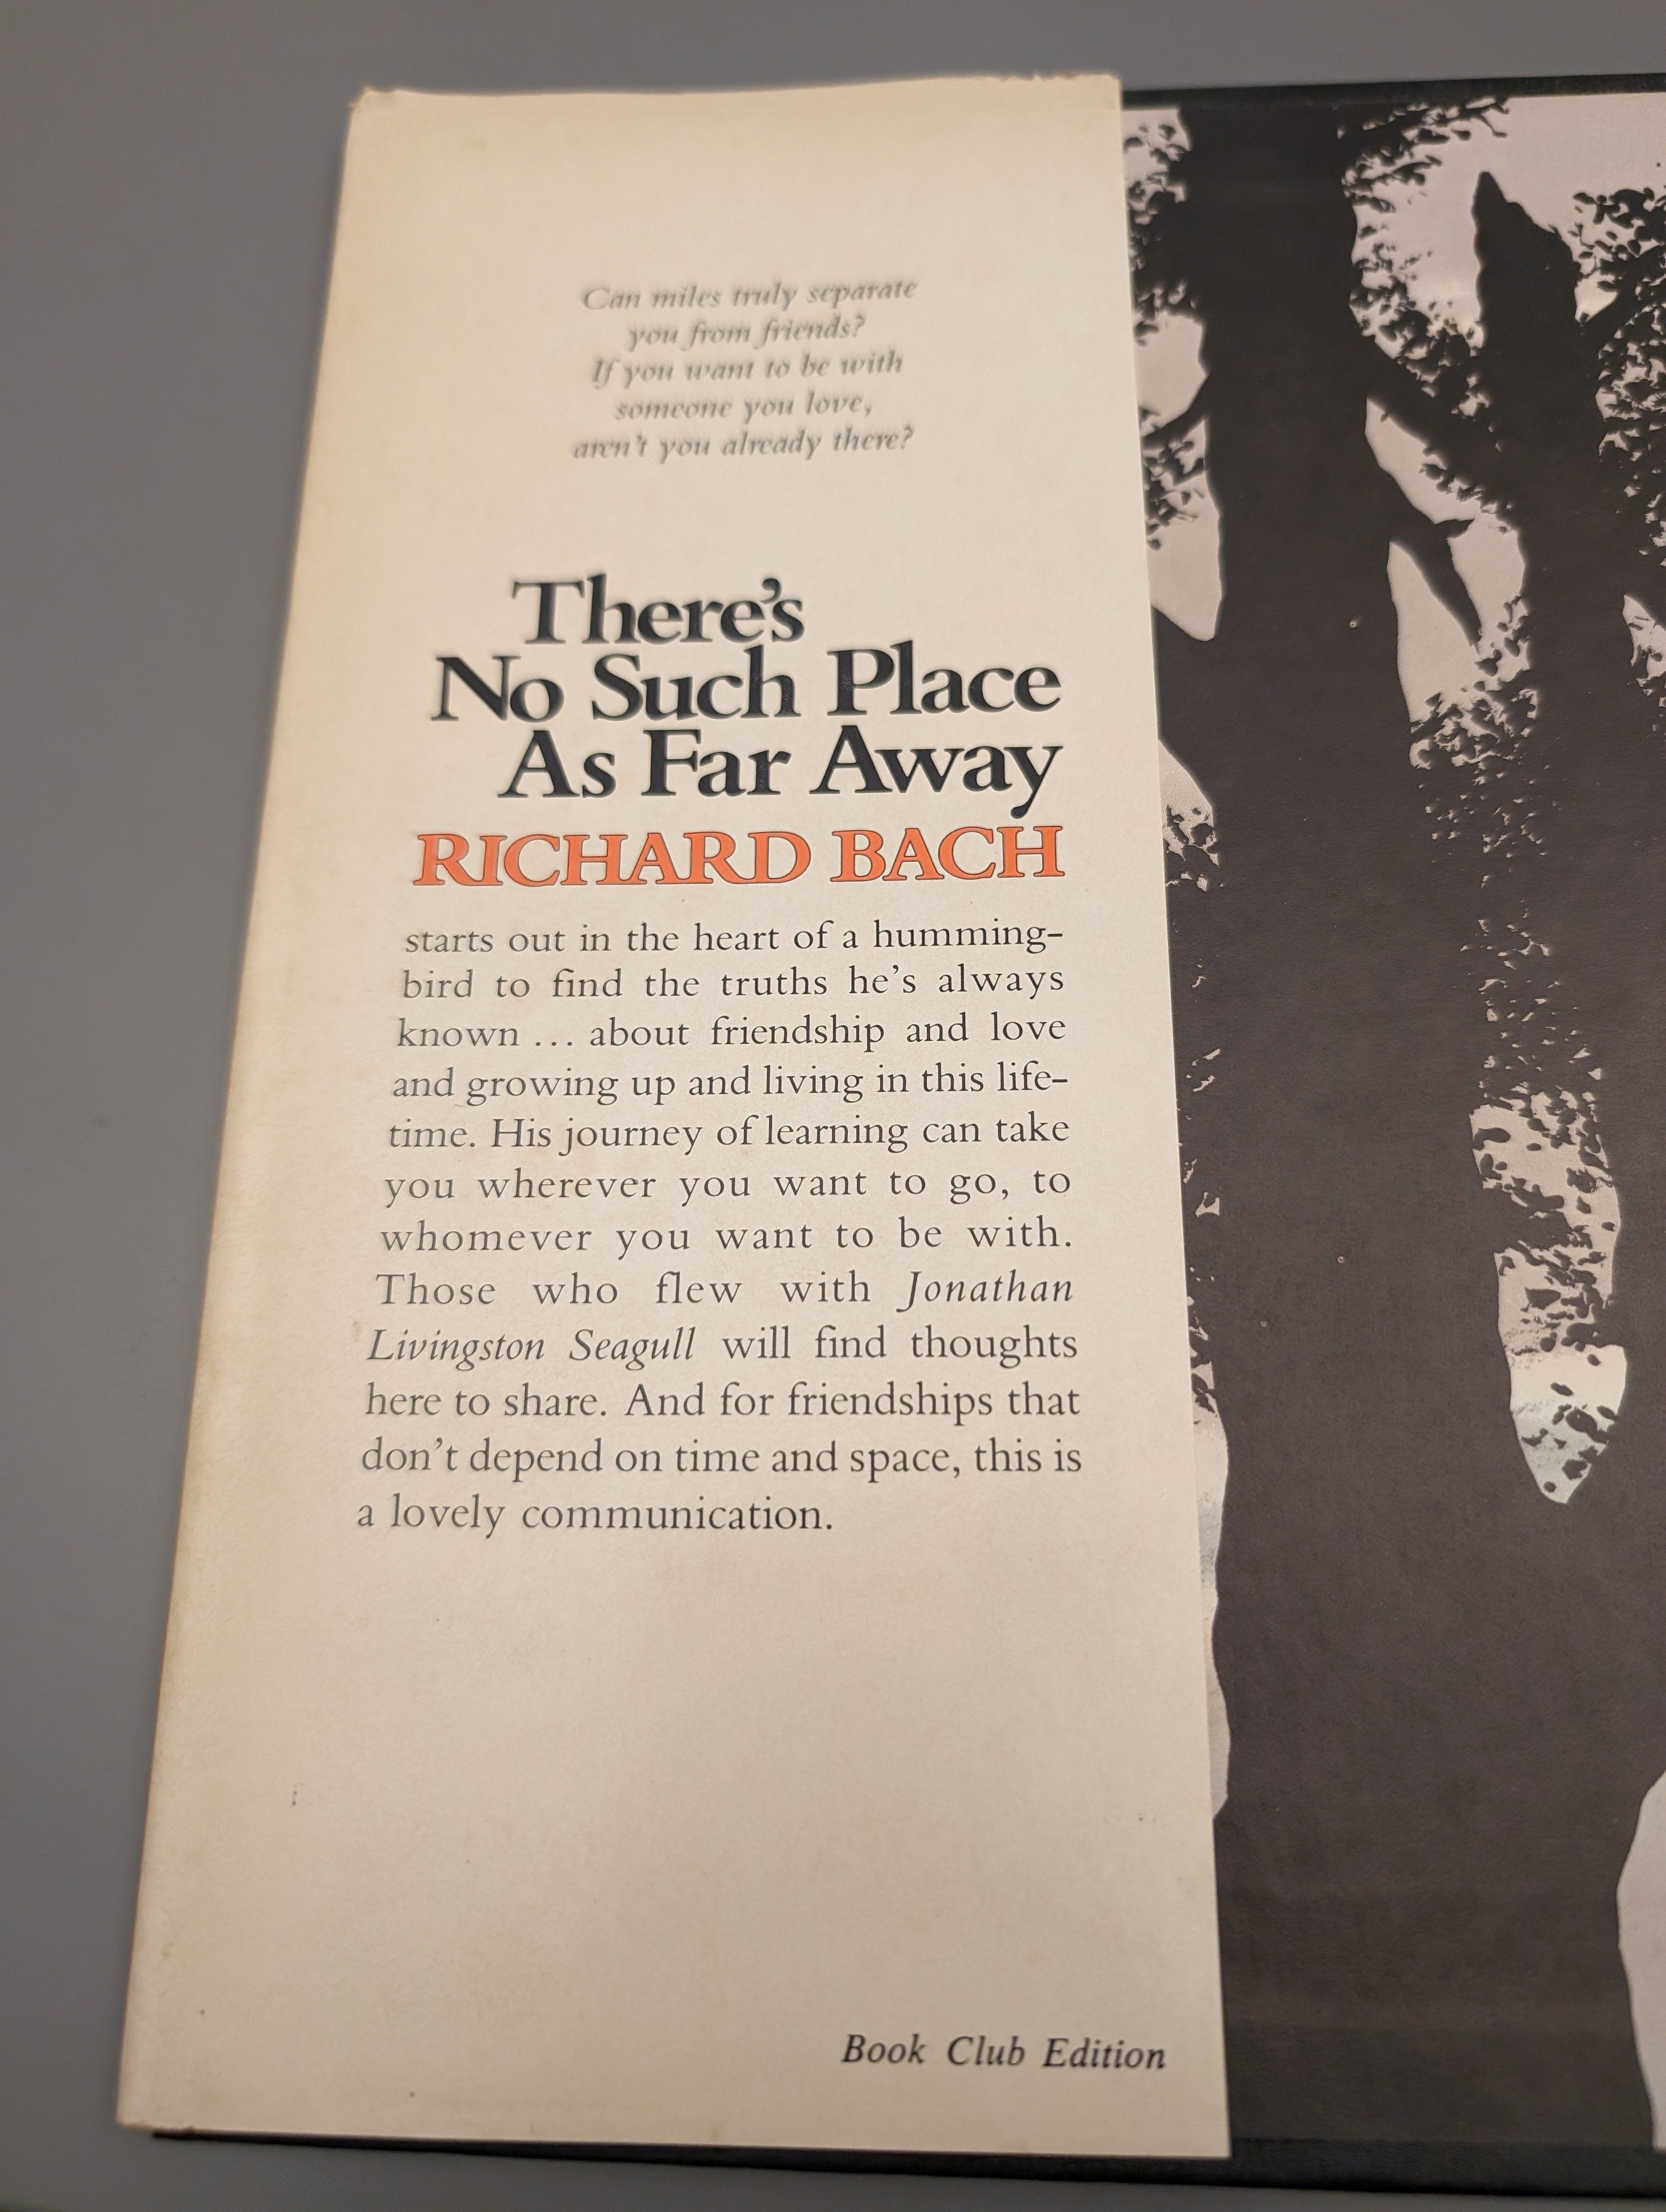 Can miles truly separate
you from friends?
If you want to be with
someone you love,
aren't you already there?
There's
No Such Place
As Far Away
RICHARD BACH
starts out in the heart of a humming-
bird to find the truths he's always
known ... about friendship and love
and growing up and living in this life-
time. His journey of learning can take
you wherever you want to go, to
whomever you want to be with.
Those who flew with Jonathan
Livingston Seagull will find thoughts
here to share. And for friendships that
don't depend on time and space, this is
a lovely communication.
Book Club Edition